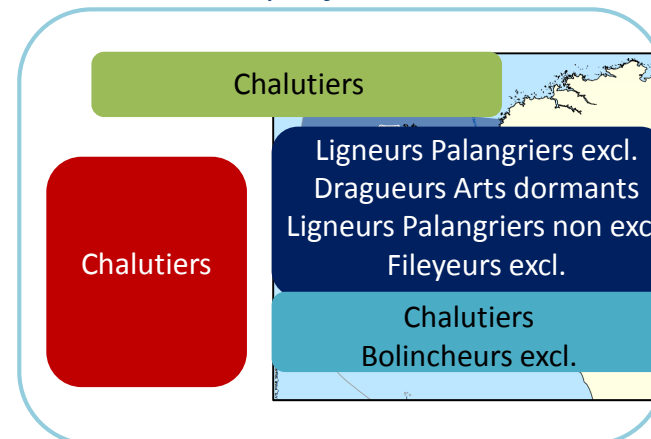 Chalutiers
Ligneurs Palangriers excl.
Dragueurs Arts dormants
Ligneurs Palangriers non exc
Fileyeurs excl.
Chalutiers
Chalutiers
Bolincheurs excl.